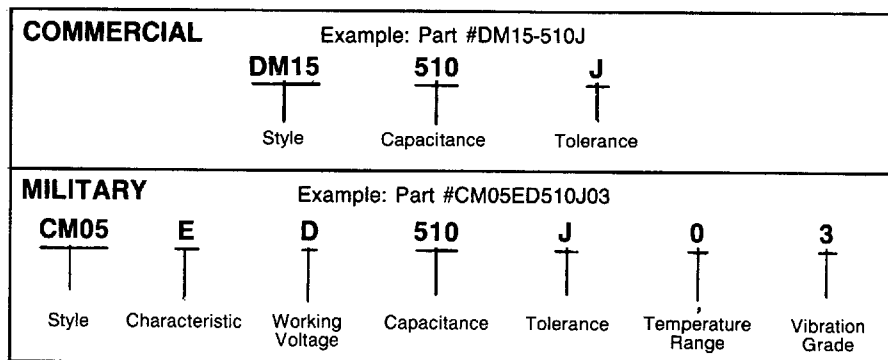 COMMERCIAL Example: Part #DM15-510J
DM15 510 J
Style Capacitance Tolerance
MILITARY Example: Part #CM05ED510J03
CM05 E D 510 J 0 3
Style Characteristic Working Voltage Capacitance Tolerance Temperature Range Vibration Grade